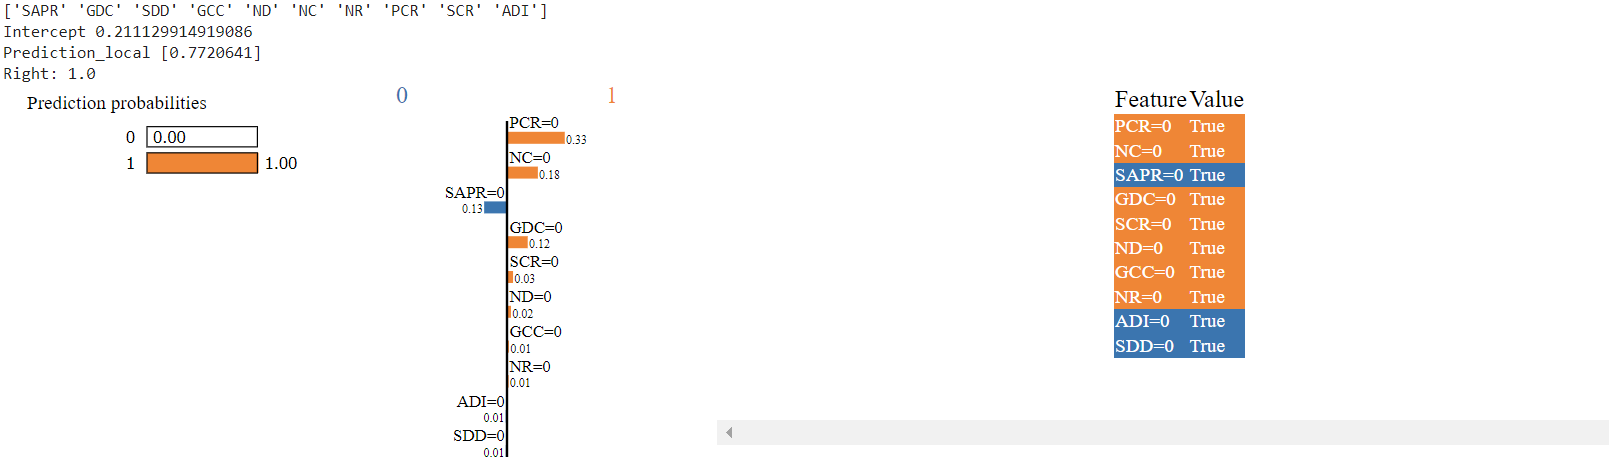 ['SAPR' 'GDC' 'SDD' 'GCC' 'ND' 'NC' 'NR' 'PCR' 'SCR' 'ADI']
Intercept 0.211129914919086
Prediction_local [0.7720641]
Right: 1.0
Prediction probabilities
0 0.00
1 1.00
0 1
PCR=0
0.33
NC=0
0.18
SAPR=0
0.13
GDC=0
0.12
SCR=0
0.03
ND=0
0.02
GCC=0
0.01
NR=0
0.01
ADI=0
0.01
SDD=0
0.01
Feature Value
PCR=0 True
NC=0 True
SAPR=0 True
GDC=0 True
SCR=0 True
ND=0 True
GCC=0 True
NR=0 True
ADI=0 True
SDD=0 True